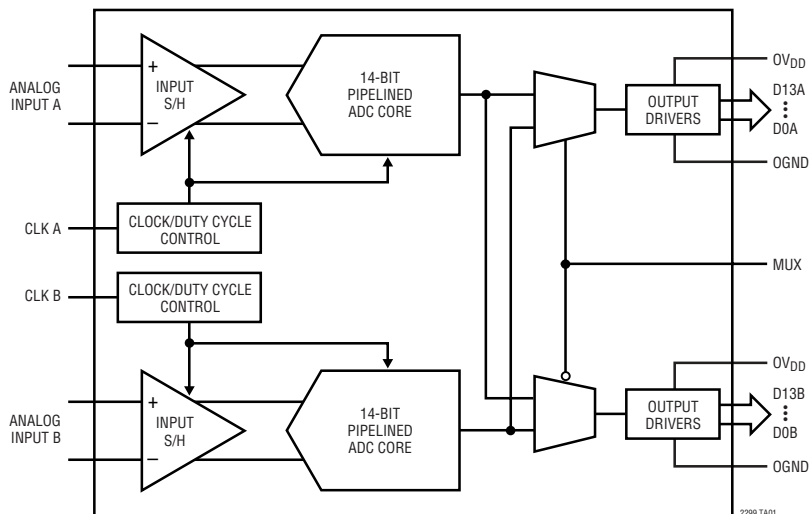 ANALOG
INPUT A
+
−
INPUT
S/H
14-BIT
PIPELINED
ADC CORE
OUTPUT
DRIVERS
OVDD
D13A
D0A
OGND
CLK A
CLOCK/DUTY CYCLE
CONTROL
MUX
CLK B
CLOCK/DUTY CYCLE
CONTROL
ANALOG
INPUT B
+
−
INPUT
S/H
14-BIT
PIPELINED
ADC CORE
OUTPUT
DRIVERS
OVDD
D13B
D0B
OGND
2299 TA01